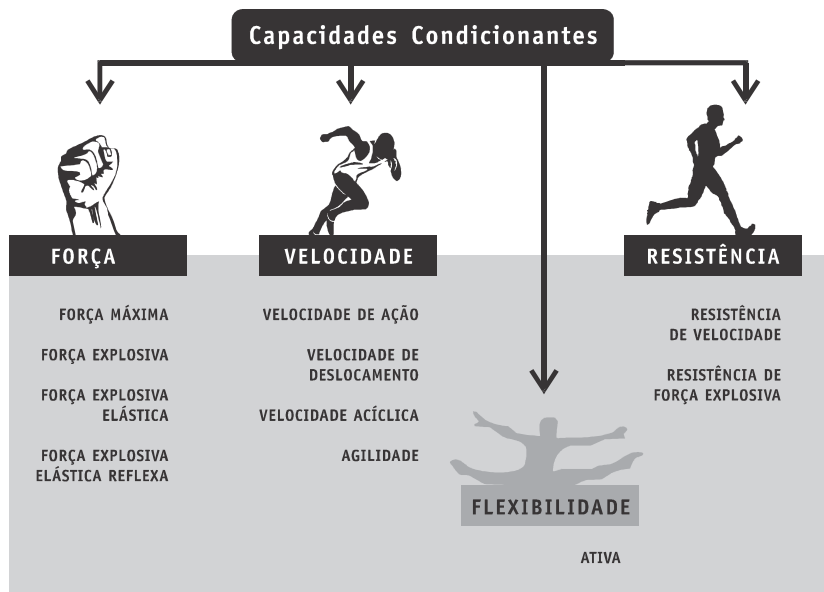 Capacidades Condicionantes
FORÇA
FORÇA MÁXIMA
FORÇA EXPLOSIVA
FORÇA EXPLOSIVA
ELÁSTICA
FORÇA EXPLOSIVA
ELÁSTICA REFLEXA
VELOCIDADE
VELOCIDADE DE AÇÃO
VELOCIDADE DE
DESLOCAMENTO
VELOCIDADE ACÍCLICA
AGILIDADE
FLEXIBILIDADE
ATIVA
RESISTÊNCIA
RESISTÊNCIA
DE VELOCIDADE
RESISTÊNCIA DE
FORÇA EXPLOSIVA